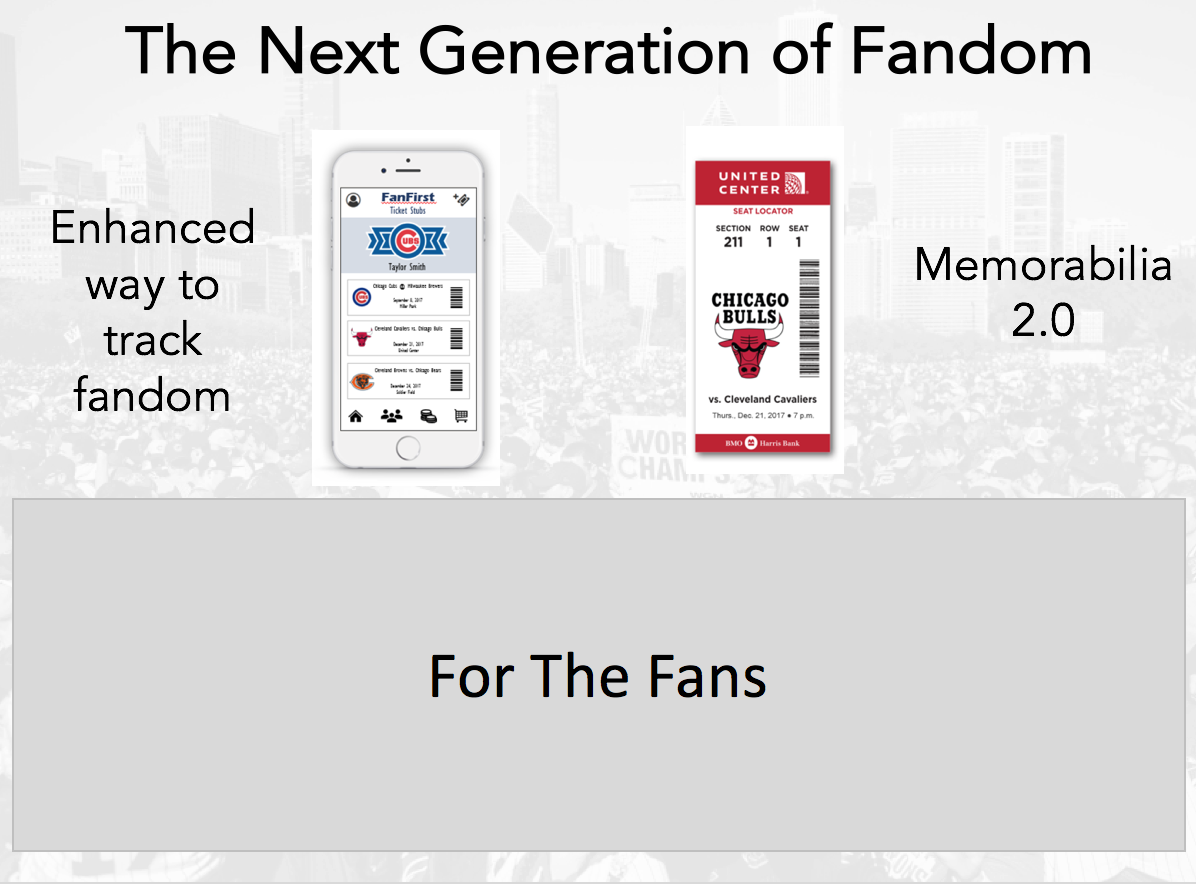 The Next Generation of Fandom
Enhanced
way to
track
fandom
FanFirst
Ticket Stubs
CUBS
Taylor Smith
Chicago Cubs @ Milwaukee Brewers
September 8, 2017
Miller Park
Cleveland Cavaliers vs. Chicago Bulls
December 21, 2017
United Center
Cleveland Browns vs. Chicago Bears
December 24, 2017
Soldier Field
UNITED
CENTER
SEAT LOCATOR
SECTION ROW SEAT
211 1 1
CHICAGO
BULLS
vs. Cleveland Cavaliers
Thurs., Dec. 21, 2017 • 7 p.m.
BMO Harris Bank
Memorabilia
2.0
WOR
CHAMPS
WGN
For The Fans